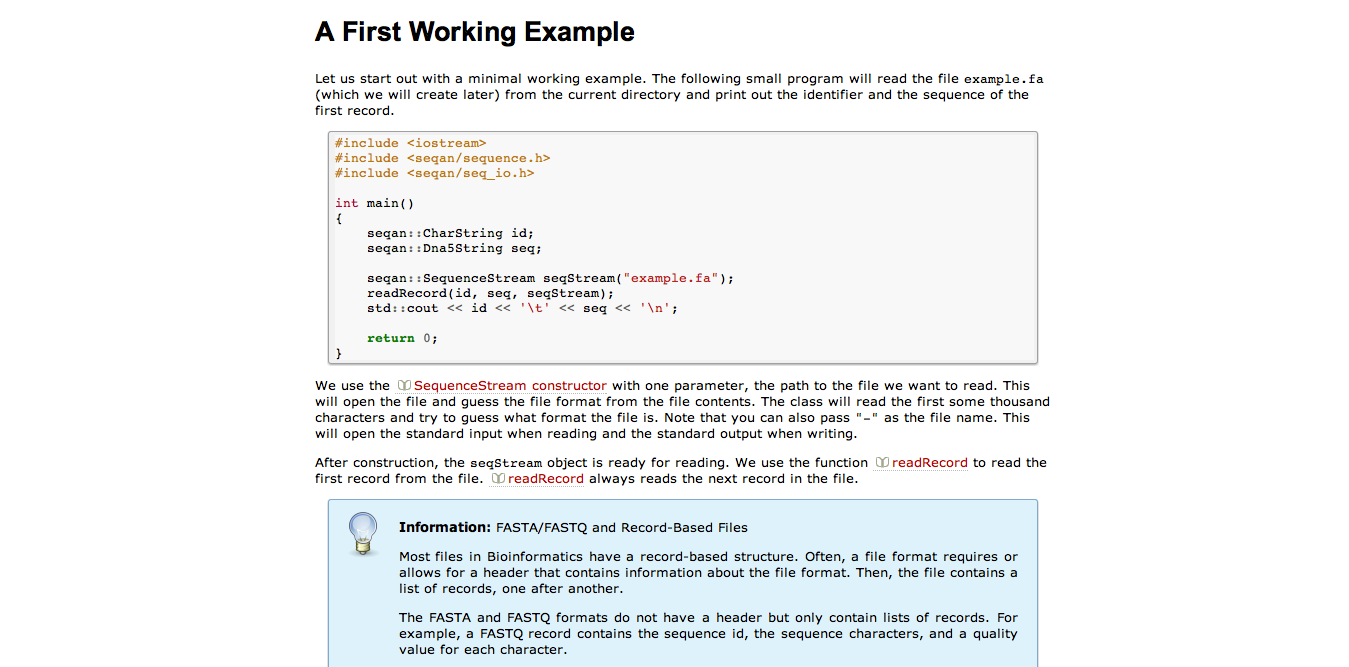 A First Working Example
Let us start out with a minimal working example. The following small program will read the file example.fa
(which we will create later) from the current directory and print out the identifier and the sequence of the
first record.
#include <iostream>
#include <seqan/sequence.h>
#include <seqan/seq_io.h>
int main()
{
    seqan::CharString id;
    seqan::Dna5String seq;
    seqan::SequenceStream seqStream("example.fa");
    readRecord(id, seq, seqStream);
    std::cout << id << '\t' << seq << '\n';
    return 0;
}
We use the SequenceStream constructor with one parameter, the path to the file we want to read. This
will open the file and guess the file format from the file contents. The class will read the first some thousand
characters and try to guess what format the file is. Note that you can also pass "-" as the file name. This
will open the standard input when reading and the standard output when writing.
After construction, the seqStream object is ready for reading. We use the function readRecord to read the
first record from the file. readRecord always reads the next record in the file.
Information: FASTA/FASTQ and Record-Based Files
Most files in Bioinformatics have a record-based structure. Often, a file format requires or
allows for a header that contains information about the file format. Then, the file contains a
list of records, one after another.
The FASTA and FASTQ formats do not have a header but only contain lists of records. For
example, a FASTQ record contains the sequence id, the sequence characters, and a quality
value for each character.